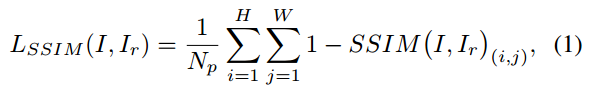 L_{SSIM}(I, I_r) = \frac{1}{N_p} \sum_{i=1}^{H} \sum_{j=1}^{W} 1 - SSIM(I, I_r)_{(i,j)}, (1)